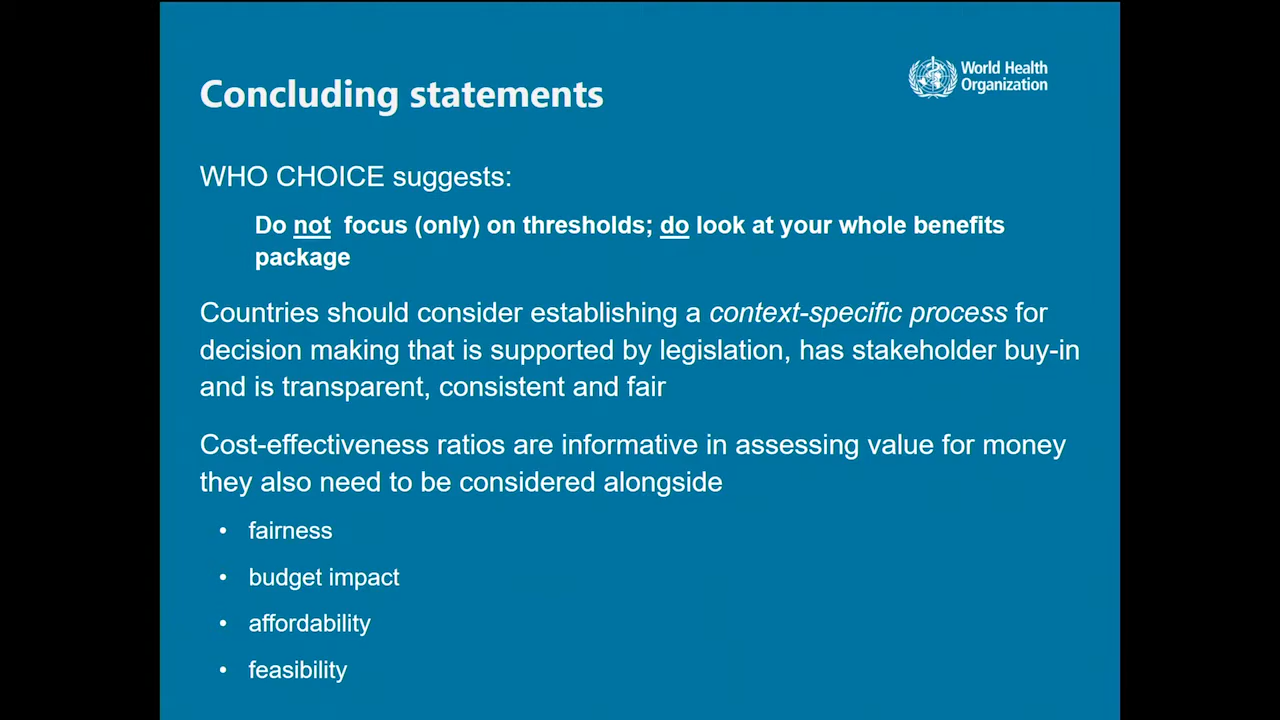 World Health
Organization
Concluding statements
WHO CHOICE suggests:
Do not focus (only) on thresholds; do look at your whole benefits
package
Countries should consider establishing a context-specific process for
decision making that is supported by legislation, has stakeholder buy-in
and is transparent, consistent and fair
Cost-effectiveness ratios are informative in assessing value for money
they also need to be considered alongside
• fairness
• budget impact
• affordability
• feasibility